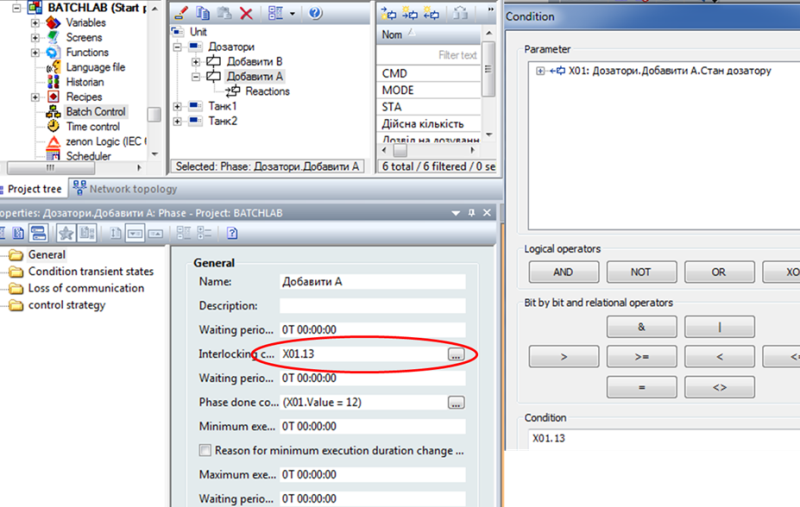 BATCHLAB (Start p
Variables
Screens
Functions
Language file
Historian
Recipes
Batch Control
Time control
zenon Logic (IEC
Scheduler
Project tree
Network topology
Unit
Дозатори
Добавити В
Добавити А
Reactions
Танк1
Танк2
Selected: Phase: Дозатори.Добавити А
Nom
Filter text
CMD
MODE
STA
Дійсна кількість
Дозвіл на дозуванн
6 total / 6 filtered / 0 se
operties: Дозатори.Добавити А: Phase - Project: BATCHLAB
General
Condition transient states
Loss of communication
control strategy
General
Name: Добавити А
Description:
Waiting perio... 0T 00:00:00
Interlocking c... X01.13 ...
Waiting perio... 0T 00:00:00
Phase done co... (X01.Value = 12) ...
Minimum exe... 0T 00:00:00
Reason for minimum execution duration change ...
Maximum exe... 0T 00:00:00
Waiting perio... 0T 00:00:00
Condition
Parameter
X01: Дозатори.Добавити А.Стан дозатору
Logical operators
AND NOT OR XO
Bit by bit and relational operators
& |
> >= < <
= <>
Condition
X01.13